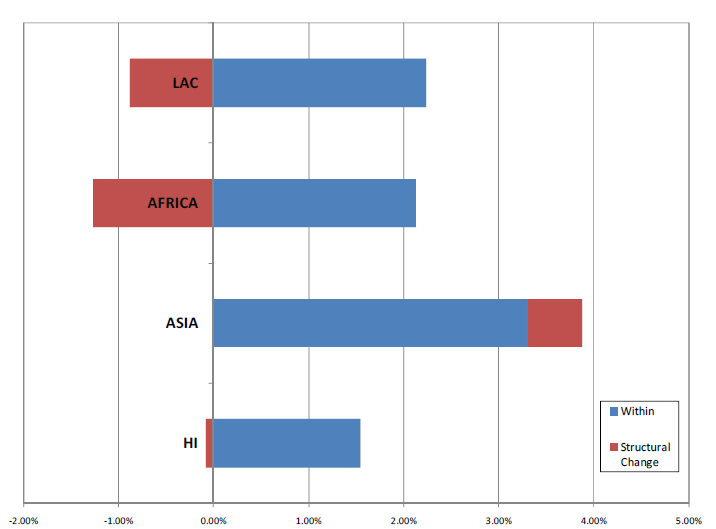 LAC
AFRICA
ASIA
HI
Within
Structural
Change
-2.00% -1.00% 0.00% 1.00% 2.00% 3.00% 4.00% 5.00%